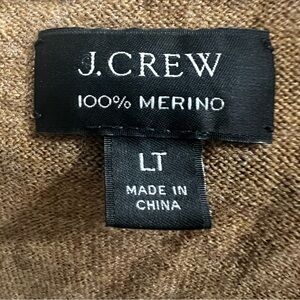 J.CREW
100% MERINO
LT
MADE IN
CHINA